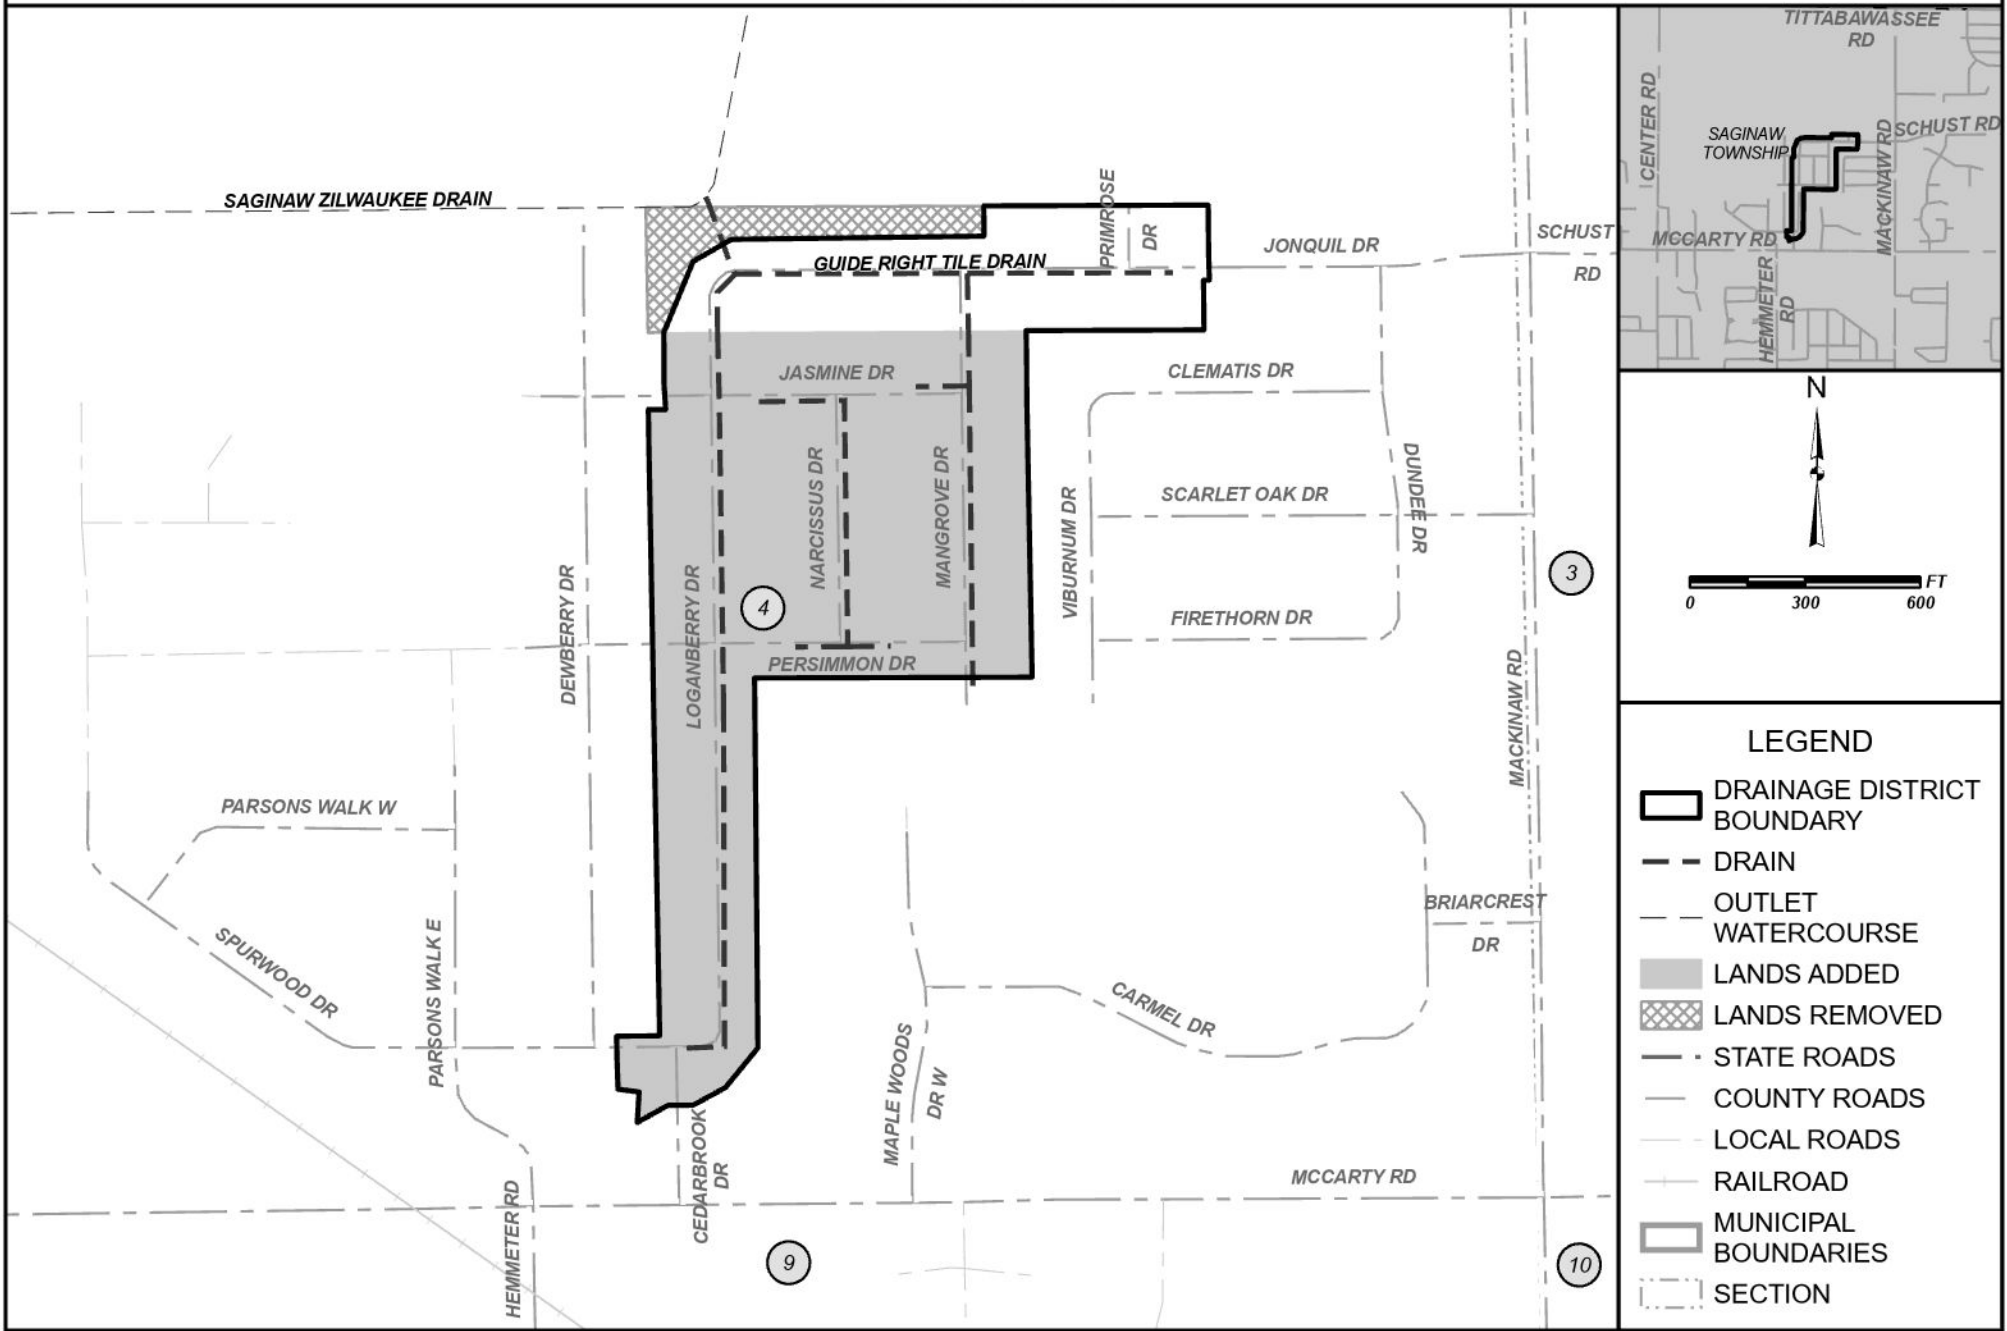 SAGINAW ZILWAUKEE DRAIN
PRIMROSE
DR
GUIDE RIGHT TILE DRAIN
JONQUIL DR
SCHUST
RD
JASMINE DR
CLEMATIS DR
NARCISSUS DR
MANGROVE DR
VIBURNUM DR
SCARLET OAK DR
DUNDEE DR
DEWBERRY DR
LOGANBERRY DR
4
3
FIRETHORN DR
PERSIMMON DR
MACKINAW RD
PARSONS WALK W
BRIARCREST
DR
SPURWOOD DR
PARSONS WALK E
CARMEL DR
MAPLE WOODS
DR W
CEDARBROOK
DR
MCCARTY RD
HEMMETER RD
9
10
TITTABAWASSEE
RD
CENTER RD
SAGINAW
TOWNSHIP
MACKINAW RD
SCHUST RD
MCCARTY RD
HEMMETER
RD
N
FT
0 300 600
LEGEND
DRAINAGE DISTRICT
BOUNDARY
DRAIN
OUTLET
WATERCOURSE
LANDS ADDED
LANDS REMOVED
STATE ROADS
COUNTY ROADS
LOCAL ROADS
RAILROAD
MUNICIPAL
BOUNDARIES
SECTION